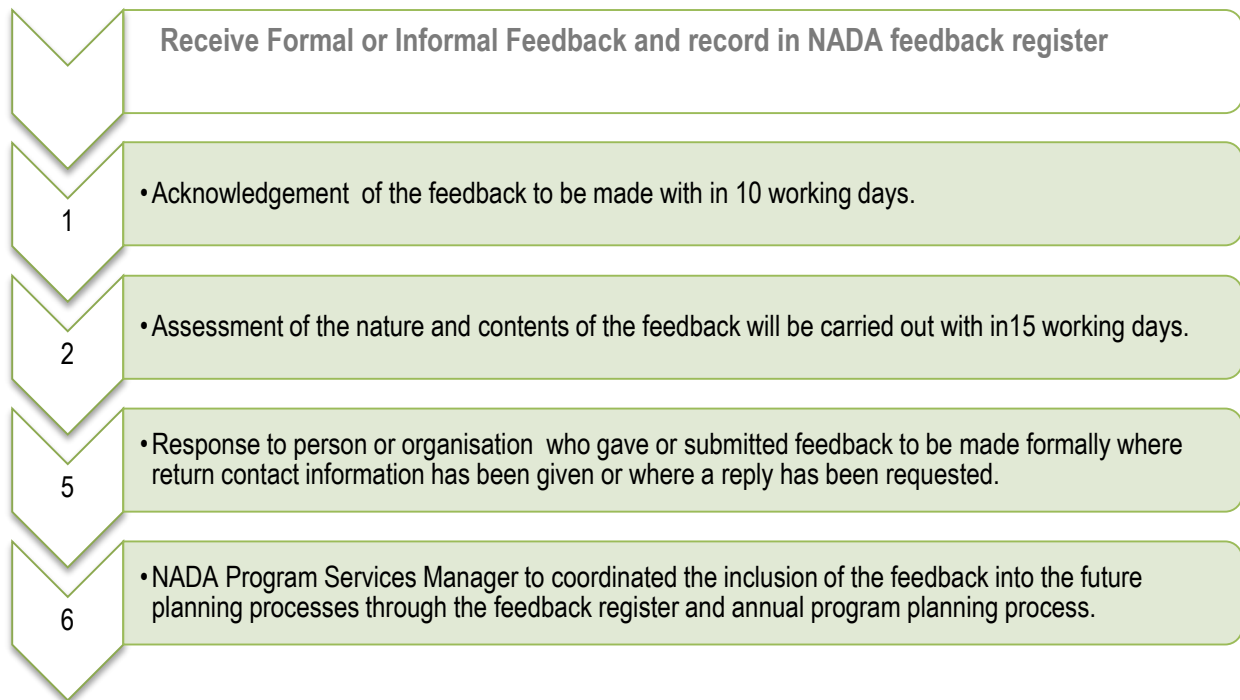 Receive Formal or Informal Feedback and record in NADA feedback register
1
•Acknowledgement of the feedback to be made with in 10 working days.
2
•Assessment of the nature and contents of the feedback will be carried out with in15 working days.
5
•Response to person or organisation who gave or submitted feedback to be made formally where
return contact information has been given or where a reply has been requested.
6
•NADA Program Services Manager to coordinated the inclusion of the feedback into the future
planning processes through the feedback register and annual program planning process.